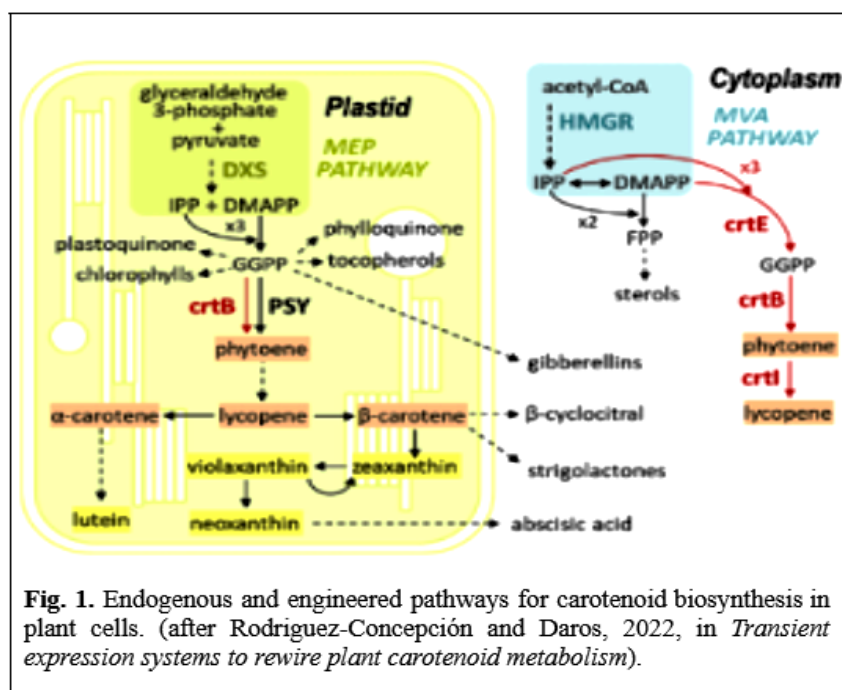 glyceraldehyde
3-phosphate
+
pyruvate
DXS
IPP + DMAPP
x3
Plastid
MEP
PATHWAY
plastoquinone
chlorophylls
GGPP
phylloquinone
tocopherols
crtB
PSY
phytoene
gibberellins
α-carotene
lycopene
β-carotene
β-cyclocitral
violaxanthin
zeaxanthin
strigolactones
lutein
neoxanthin
abscisic acid
acetyl-CoA
HMGR
Cytoplasm
MVA
PATHWAY
IPP
DMAPP
x3
x2
FPP
sterols
crtE
GGPP
crtB
phytoene
crtI
lycopene
Fig. 1. Endogenous and engineered pathways for carotenoid biosynthesis in
plant cells. (after Rodriguez-Concepción and Daros, 2022, in Transient
expression systems to rewire plant carotenoid metabolism).